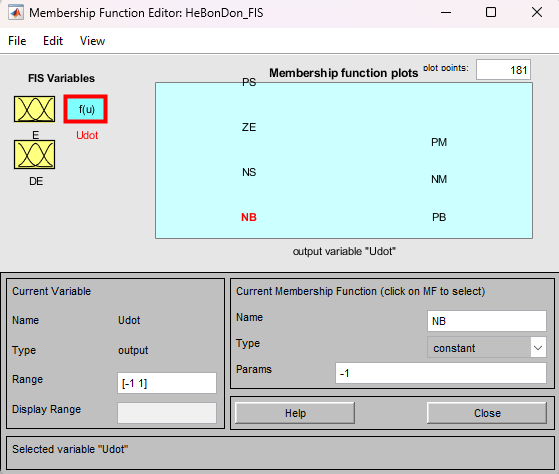 Membership Function Editor: HeBonDon_FIS
File Edit View
FIS Variables
f(u)
E
Udot
DE
Membership function plots
plot points:
181
PS
ZE
PM
NS
NM
NB
PB
output variable "Udot"
Current Variable
Name
Udot
Type
output
Range
[-1 1]
Display Range
Current Membership Function (click on MF to select)
Name
NB
Type
constant
Params
-1
Help
Close
Selected variable "Udot"